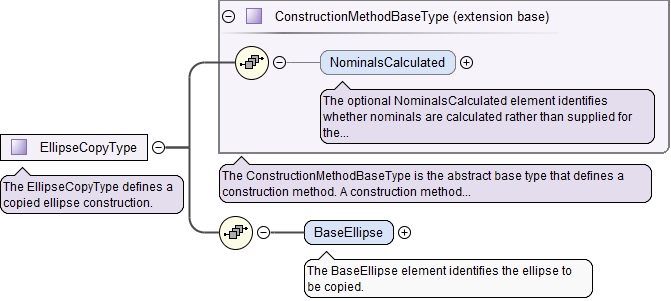 ConstructionMethodBaseType (extension base)
NominalsCalculated
The optional NominalsCalculated element identifies
whether nominals are calculated rather than supplied for
the...
EllipseCopyType
The EllipseCopyType defines a
copied ellipse construction.
The ConstructionMethodBaseType is the abstract base type that defines a
construction method. A construction method...
BaseEllipse
The BaseEllipse element identifies the ellipse to
be copied.